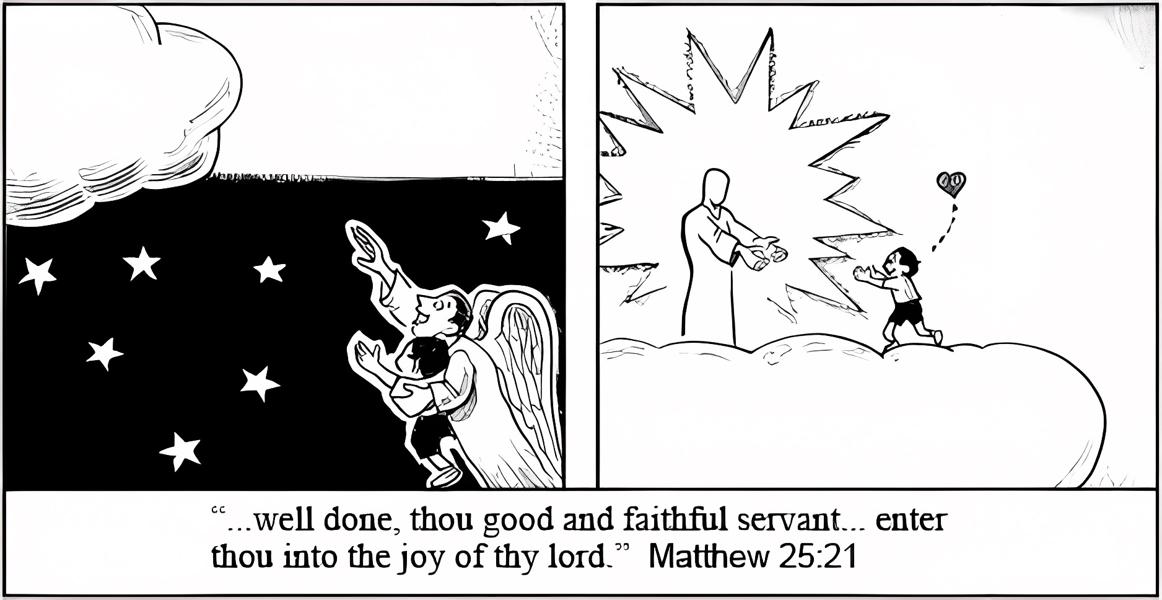 “...well done, thou good and faithful servant... enter
thou into the joy of thy lord.” Matthew 25:21